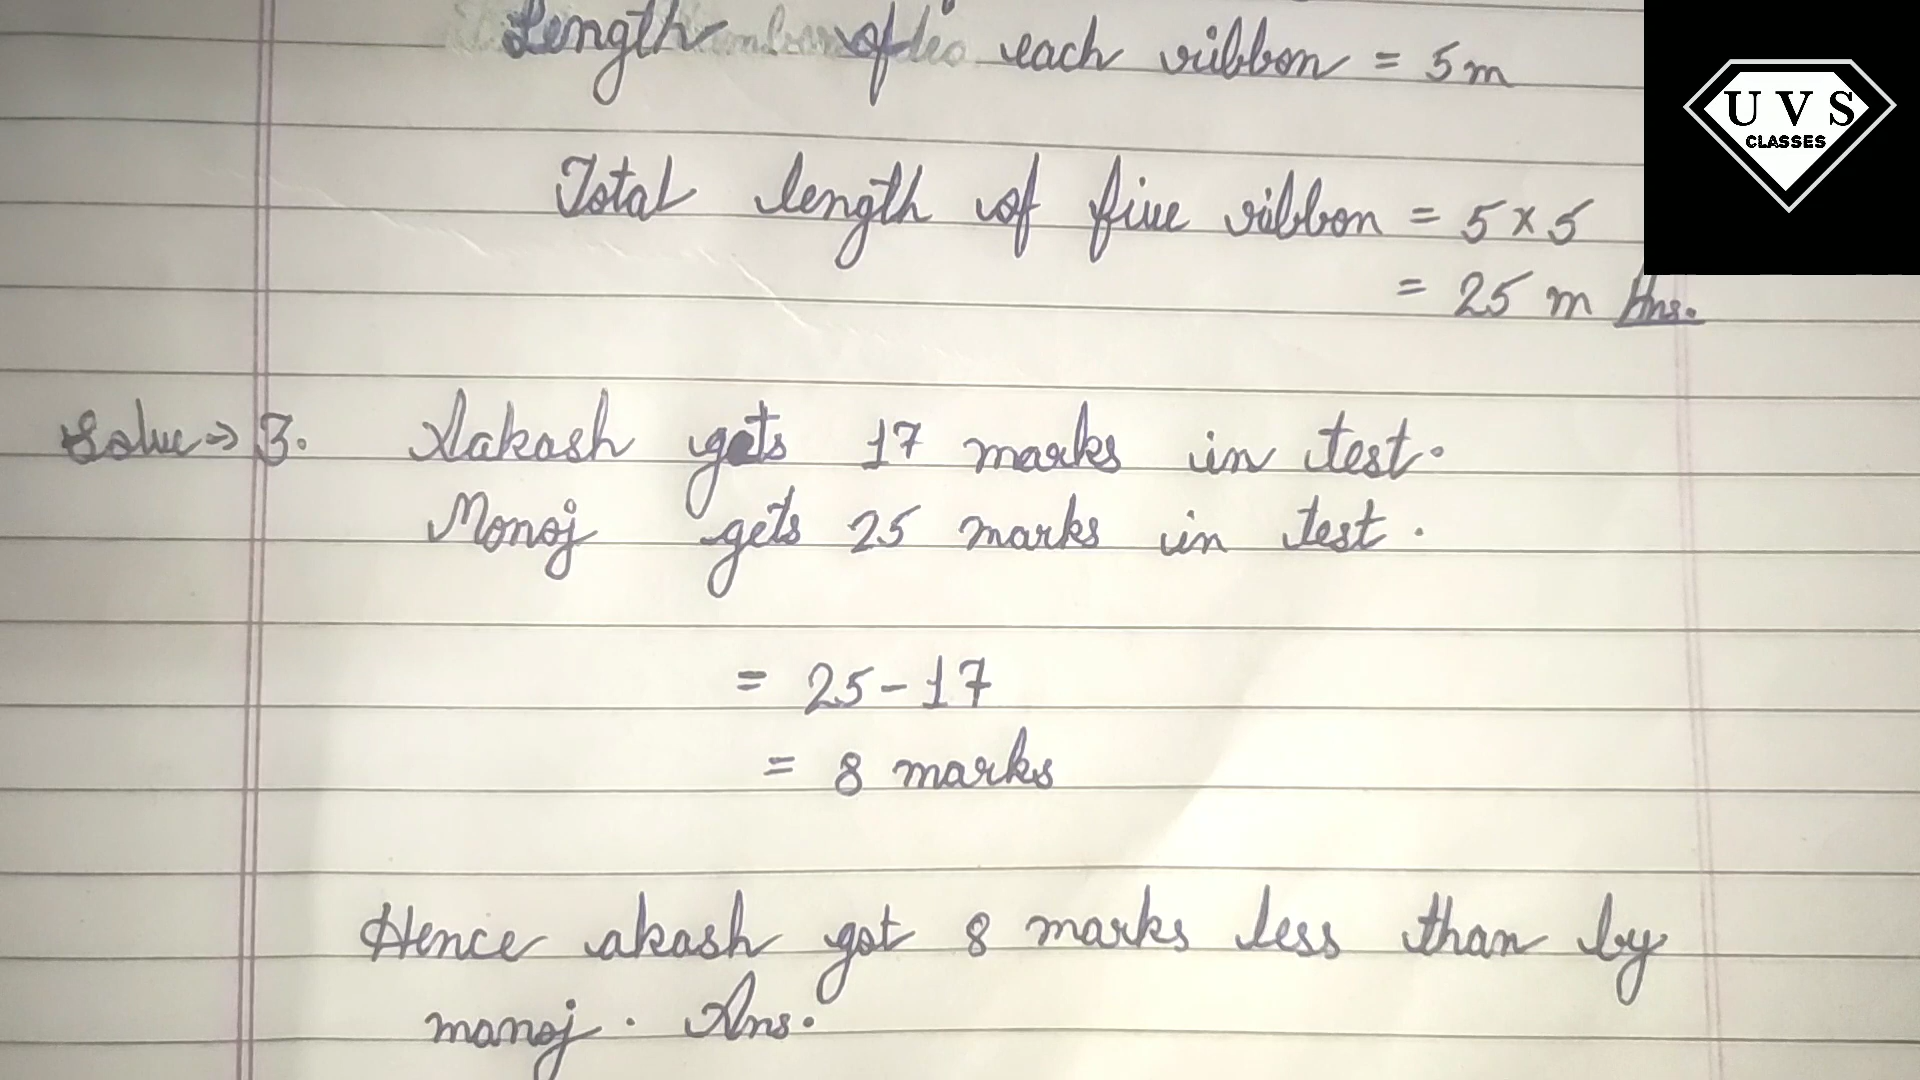 Length of each ribbon = 5m
Total length of five ribbon = 5 × 5
= 25 m Ans.
Solve ⇒ 3. Aakash gets 17 marks in test.
Monoj gets 25 marks in test.
= 25 - 17
= 8 marks
Hence akash got 8 marks less than by
manoj. Ans.
U V S
CLASSES